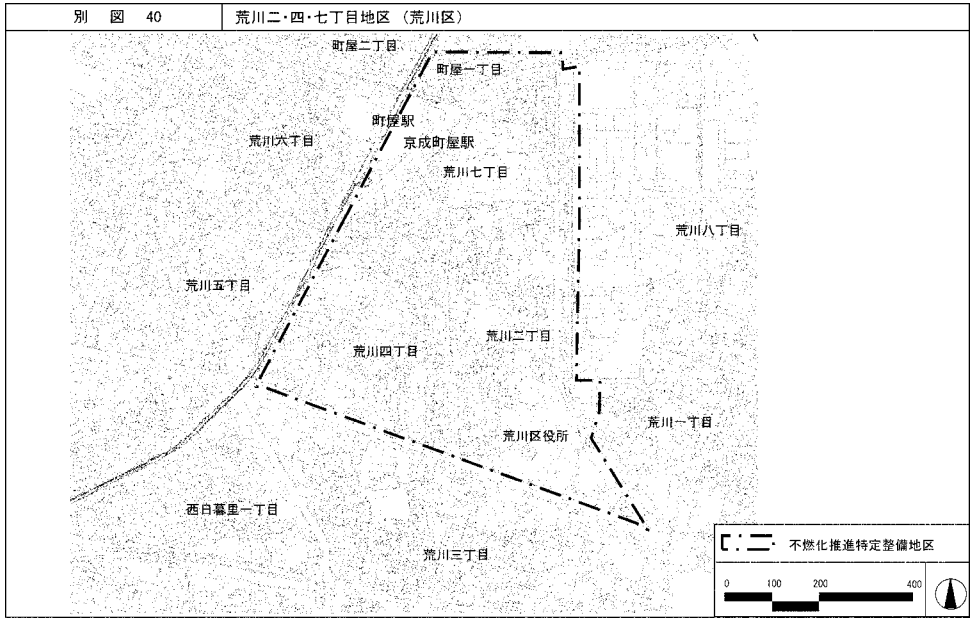 別 図 40
荒川二・四・七丁目地区（荒川区）
町屋二丁目
町屋一丁目
町屋駅
荒川六丁目
京成町屋駅
荒川七丁目
荒川八丁目
荒川五丁目
荒川二丁目
荒川四丁目
荒川一丁目
荒川区役所
西日暮里一丁目
荒川三丁目
不燃化推進特定整備地区
0 100 200 400